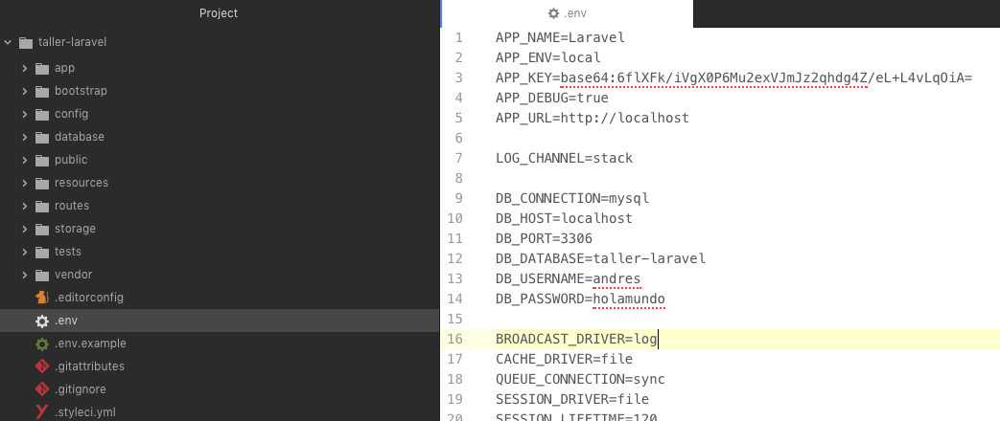 Project
taller-laravel
app
bootstrap
config
database
public
resources
routes
storage
tests
vendor
.editorconfig
.env
.env.example
.gitattributes
.gitignore
.styleci.yml
.env
1 APP_NAME=Laravel
2 APP_ENV=local
3 APP_KEY=base64:6flXFk/iVgX0P6Mu2exVJmJz2qhdg4Z/eL+L4vLqOiA=
4 APP_DEBUG=true
5 APP_URL=http://localhost
6
7 LOG_CHANNEL=stack
8
9 DB_CONNECTION=mysql
10 DB_HOST=localhost
11 DB_PORT=3306
12 DB_DATABASE=taller-laravel
13 DB_USERNAME=andres
14 DB_PASSWORD=holamundo
15
16 BROADCAST_DRIVER=log
17 CACHE_DRIVER=file
18 QUEUE_CONNECTION=sync
19 SESSION_DRIVER=file
20 SESSION_LIFETIME=120